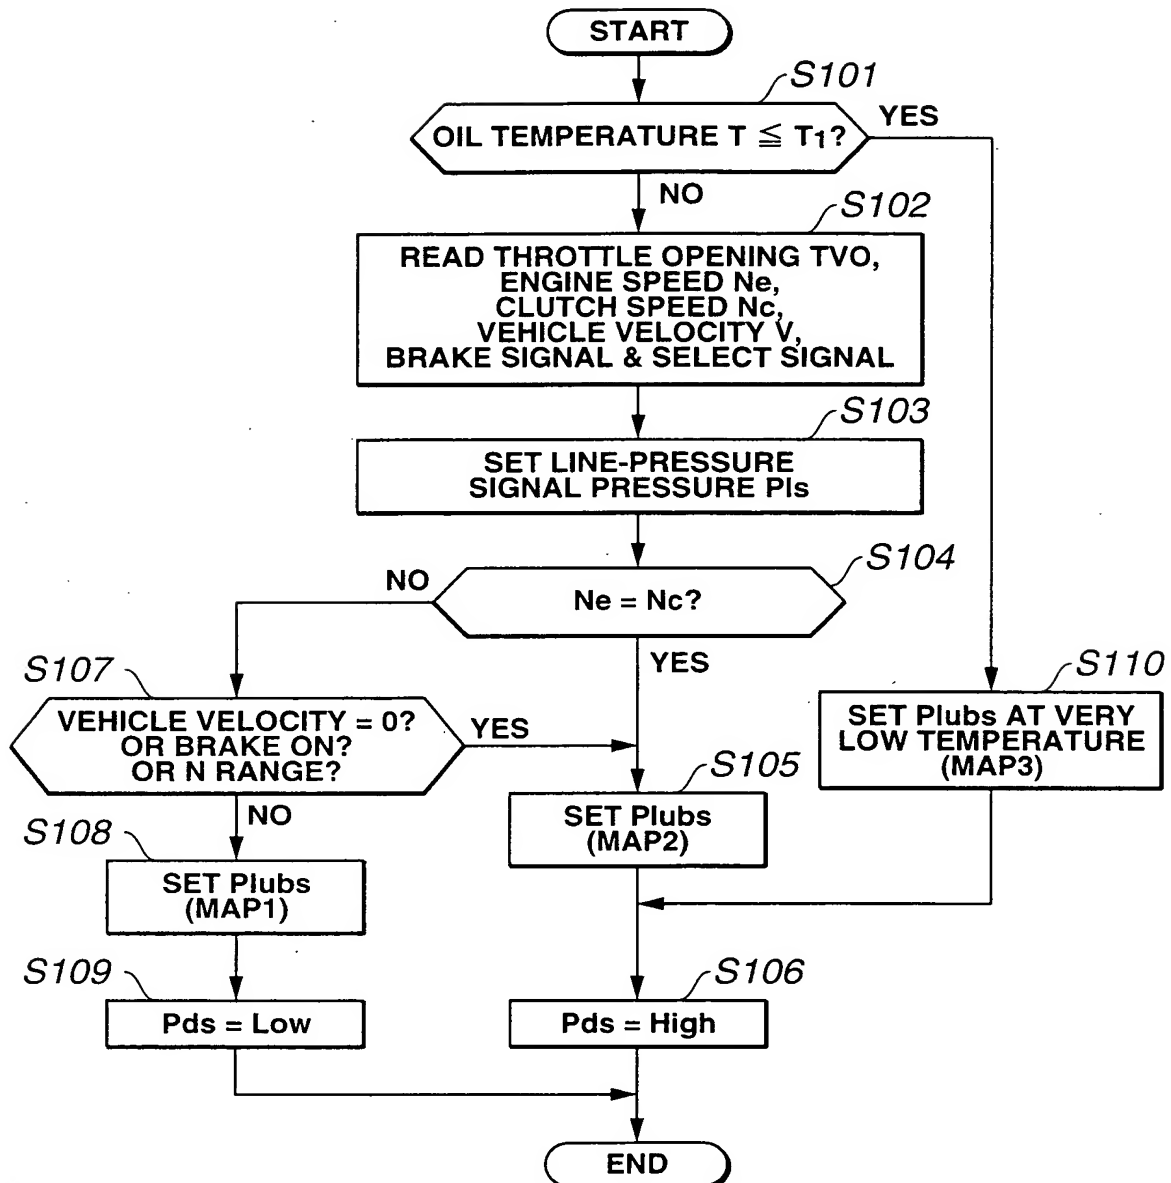 START
S101
OIL TEMPERATURE T ≦ T1?
YES
NO
S102
READ THROTTLE OPENING TVO,
ENGINE SPEED Ne,
CLUTCH SPEED Nc,
VEHICLE VELOCITY V,
BRAKE SIGNAL & SELECT SIGNAL
S103
SET LINE-PRESSURE
SIGNAL PRESSURE Pls
S104
NO
Ne = Nc?
YES
S107
VEHICLE VELOCITY = 0?
OR BRAKE ON?
OR N RANGE?
YES
NO
S110
SET Plubs AT VERY
LOW TEMPERATURE
(MAP3)
S105
SET Plubs
(MAP2)
S108
SET Plubs
(MAP1)
S109
Pds = Low
S106
Pds = High
END